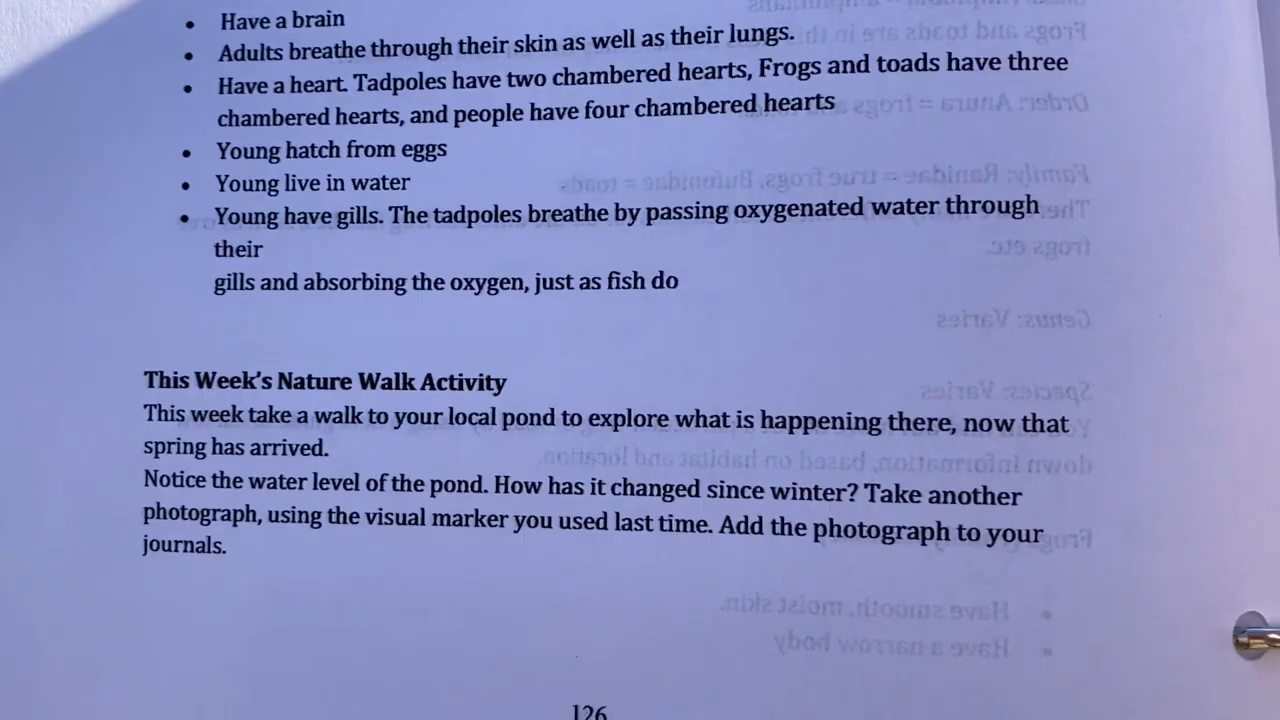 Have a brain
Adults breathe through their skin as well as their lungs.
Have a heart. Tadpoles have two chambered hearts, Frogs and toads have three
chambered hearts, and people have four chambered hearts
Young hatch from eggs
Young live in water
Young have gills. The tadpoles breathe by passing oxygenated water through
their
gills and absorbing the oxygen, just as fish do
This Week's Nature Walk Activity
This week take a walk to your local pond to explore what is happening there, now that
spring has arrived.
Notice the water level of the pond. How has it changed since winter? Take another
photograph, using the visual marker you used last time. Add the photograph to your
journals.
126